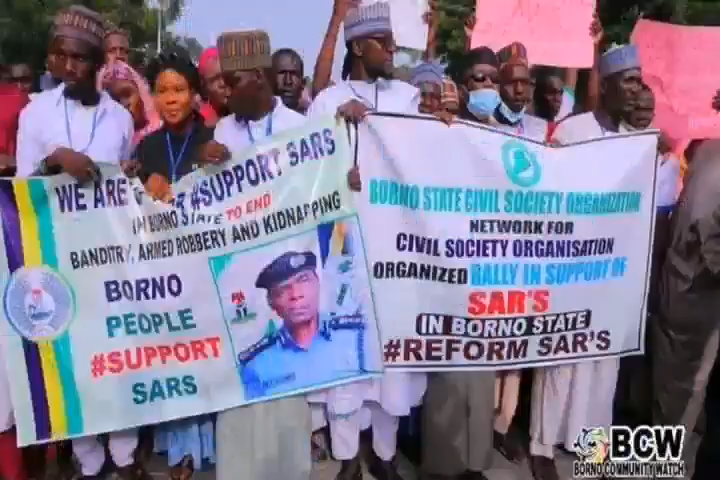 WE ARE #SUPPORT SARS
IN BORNO STATE TO END
BANDITRY, ARMED ROBBERY AND KIDNAPPING
BORNO
PEOPLE
#SUPPORT
SARS
BORNO STATE CIVIL SOCIETY ORGANIZATION
NETWORK FOR
CIVIL SOCIETY ORGANISATION
ORGANIZED RALLY IN SUPPORT OF
SAR'S
IN BORNO STATE
#REFORM SAR'S
BCW
BORNO COMMUNITY WATCH